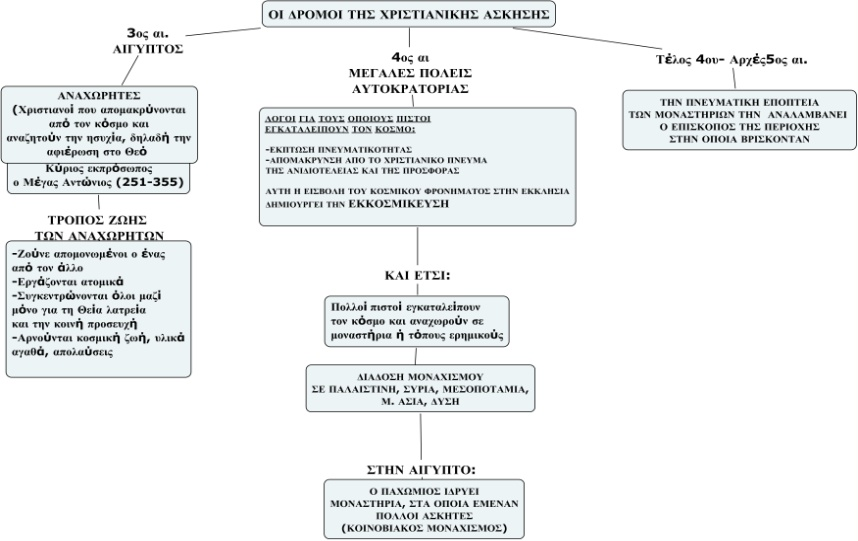 ΟΙ ΔΡΟΜΟΙ ΤΗΣ ΧΡΙΣΤΙΑΝΙΚΗΣ ΑΣΚΗΣΗΣ
3ος αι.
ΑΙΓΥΠΤΟΣ
ΑΝΑΧΩΡΗΤΕΣ
(Χριστιανοί που απομακρύνονται
από τον κόσμο και
αναζητούν την ησυχία, δηλαδή την
αφιέρωση στο Θεό
Κύριος εκπρόσωπος
ο Μέγας Αντώνιος (251-355)
ΤΡΟΠΟΣ ΖΩΗΣ
ΤΩΝ ΑΝΑΧΩΡΗΤΩΝ
-Ζούνε απομονωμένοι ο ένας
από τον άλλο
-Εργάζονται ατομικά
-Συγκεντρώνονται όλοι μαζί
μόνο για τη Θεία λατρεία
και την κοινή προσευχή
-Αρνούνται κοσμική ζωή, υλικά
αγαθά, απολαύσεις
4ος αι
ΜΕΓΑΛΕΣ ΠΟΛΕΙΣ
ΑΥΤΟΚΡΑΤΟΡΙΑΣ
ΛΟΓΟΙ ΓΙΑ ΤΟΥΣ ΟΠΟΙΟΥΣ ΠΙΣΤΟΙ
ΕΓΚΑΤΑΛΕΙΠΟΥΝ ΤΟΝ ΚΟΣΜΟ:
-ΕΚΠΤΩΣΗ ΠΝΕΥΜΑΤΙΚΟΤΗΤΑΣ
-ΑΠΟΜΑΚΡΥΝΣΗ ΑΠΟ ΤΟ ΧΡΙΣΤΙΑΝΙΚΟ ΠΝΕΥΜΑ
ΤΗΣ ΑΝΙΔΙΟΤΕΛΕΙΑΣ ΚΑΙ ΤΗΣ ΠΡΟΣΦΟΡΑΣ
ΑΥΤΗ Η ΕΙΣΒΟΛΗ ΤΟΥ ΚΟΣΜΙΚΟΥ ΦΡΟΝΗΜΑΤΟΣ ΣΤΗΝ ΕΚΚΛΗΣΙΑ
ΔΗΜΙΟΥΡΓΕΙ ΤΗΝ ΕΚΚΟΣΜΙΚΕΥΣΗ
ΚΑΙ ΕΤΣΙ:
Πολλοί πιστοί εγκαταλείπουν
τον κόσμο και αναχωρούν σε
μοναστήρια ή τόπους ερημικούς
ΔΙΑΔΟΣΗ ΜΟΝΑΧΙΣΜΟΥ
ΣΕ ΠΑΛΑΙΣΤΙΝΗ, ΣΥΡΙΑ, ΜΕΣΟΠΟΤΑΜΙΑ,
Μ. ΑΣΙΑ, ΔΥΣΗ
ΣΤΗΝ ΑΙΓΥΠΤΟ:
Ο ΠΑΧΩΜΙΟΣ ΙΔΡΥΕΙ
ΜΟΝΑΣΤΗΡΙΑ, ΣΤΑ ΟΠΟΙΑ ΕΜΕΝΑΝ
ΠΟΛΛΟΙ ΑΣΚΗΤΕΣ
(ΚΟΙΝΟΒΙΑΚΟΣ ΜΟΝΑΧΙΣΜΟΣ)
Τέλος 4ου- Αρχές5ος αι.
ΤΗΝ ΠΝΕΥΜΑΤΙΚΗ ΕΠΟΠΤΕΙΑ
ΤΩΝ ΜΟΝΑΣΤΗΡΙΩΝ ΤΗΝ ΑΝΑΛΑΜΒΑΝΕΙ
Ο ΕΠΙΣΚΟΠΟΣ ΤΗΣ ΠΕΡΙΟΧΗΣ
ΣΤΗΝ ΟΠΟΙΑ ΒΡΙΣΚΟΝΤΑΝ